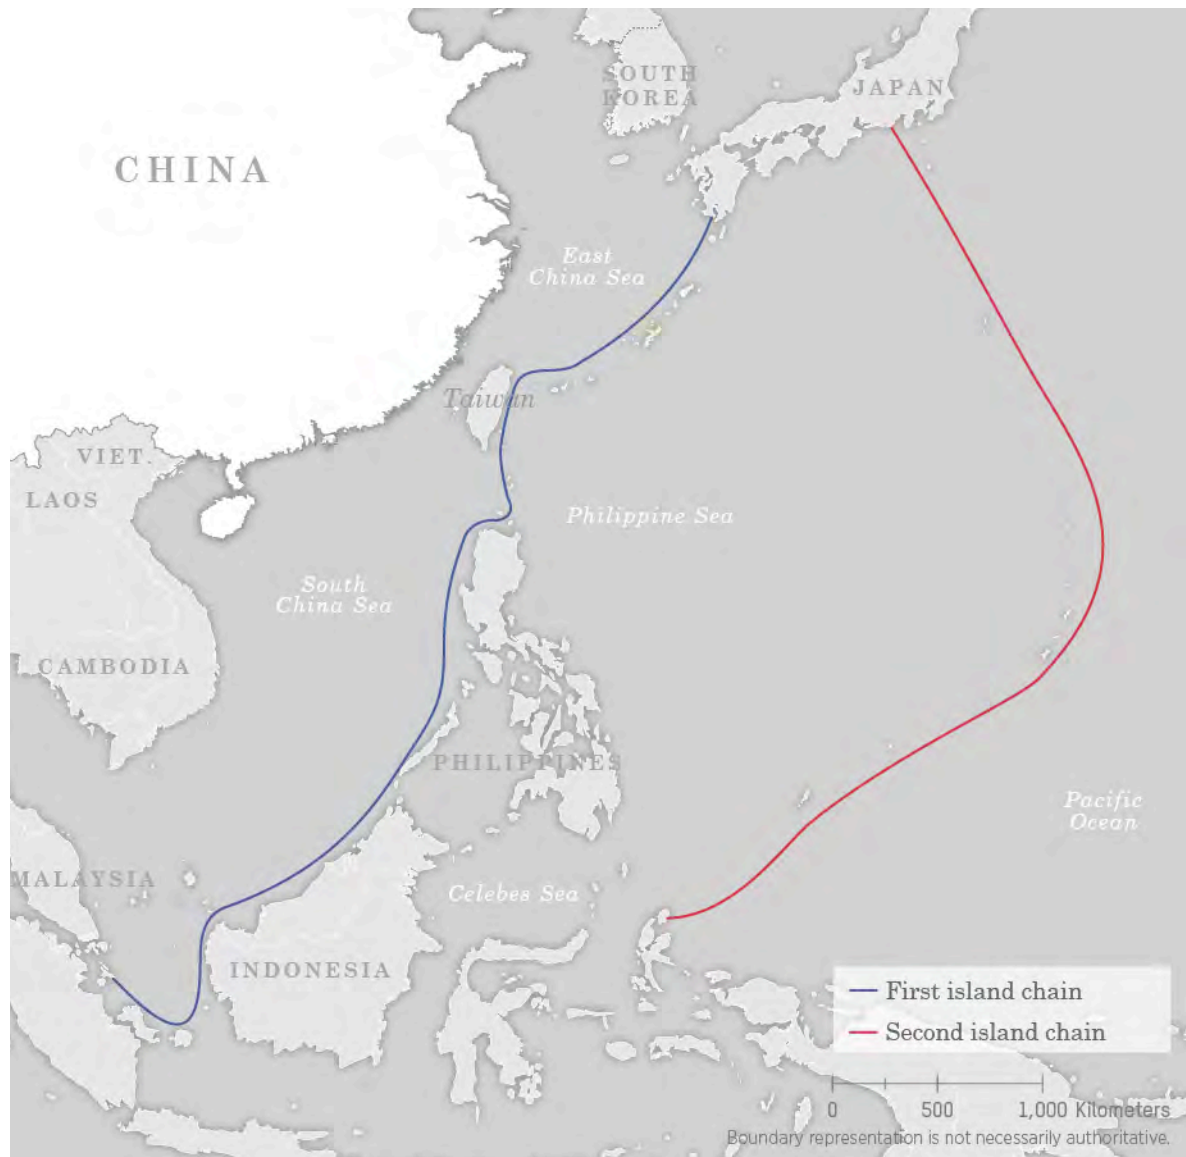 SOUTH
KOREA
JAPAN
CHINA
East
China Sea
Taiwan
VIET.
LAOS
Philippine Sea
South
China Sea
CAMBODIA
PHILIPPINES
Pacific
Ocean
MALAYSIA
Celebes Sea
INDONESIA
First island chain
Second island chain
0 500 1,000 Kilometers
Boundary representation is not necessarily authoritative.